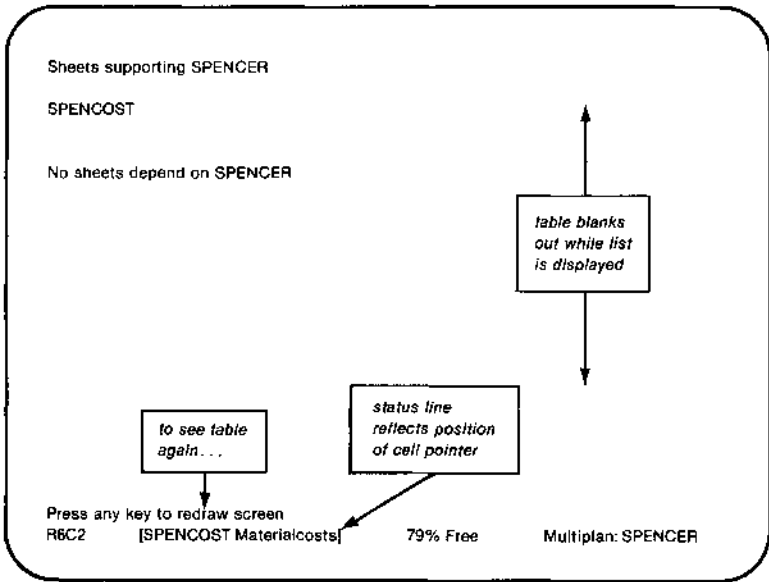 Sheets supporting SPENCER
SPENCOST
No sheets depend on SPENCER
table blanks
out while list
is displayed
to see table
again...
status line
reflects position
of cell pointer
Press any key to redraw screen
R6C2 [SPENCOST Materialcosts] 79% Free Multiplan: SPENCER